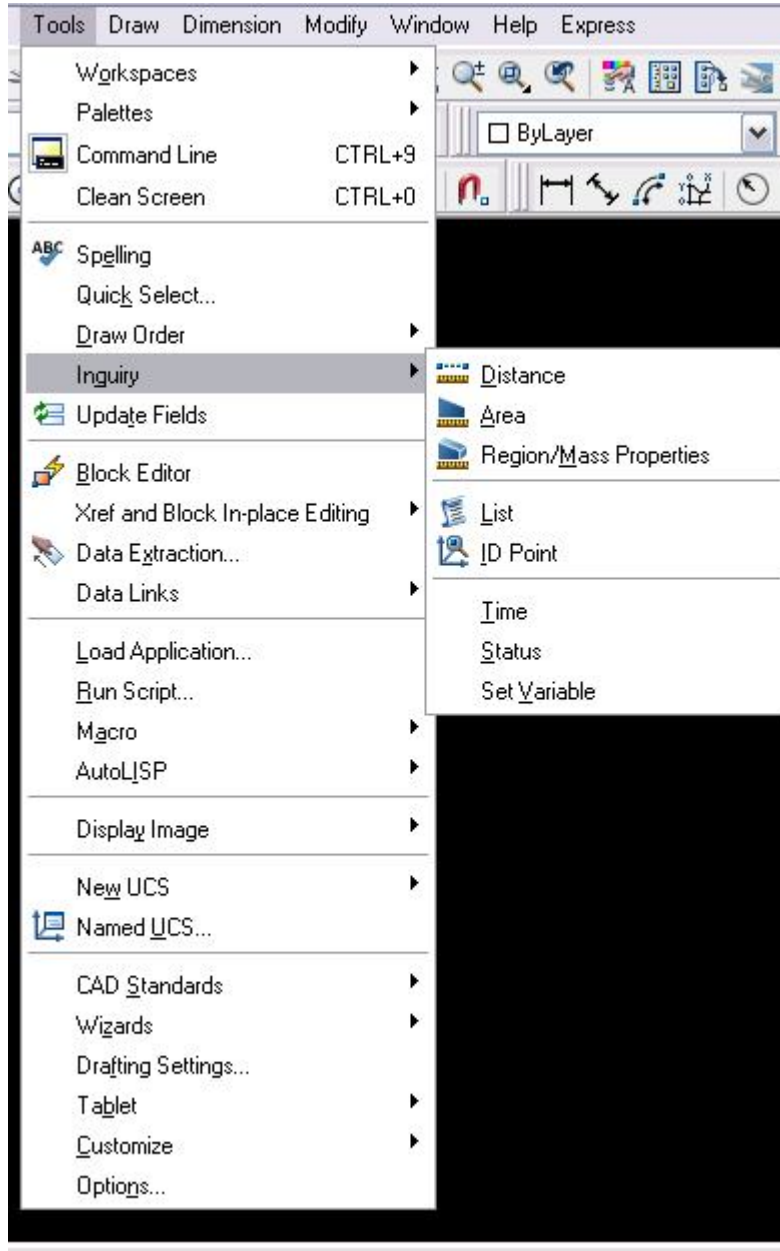 Tools Draw Dimension Modify Window Help Express
Workspaces
Palettes
ByLayer
Command Line CTRL+9
Clean Screen CTRL+0
ABC Spelling
Quick Select...
Draw Order
Inguiry
Distance
Update Fields
Area
Region/Mass Properties
Block Editor
Xref and Block In-place Editing
List
Data Extraction...
ID Point
Data Links
Time
Load Application...
Status
Run Script...
Set Variable
Macro
AutoLISP
Display Image
New UCS
Named UCS...
CAD Standards
Wizards
Drafting Settings...
Tablet
Customize
Options...